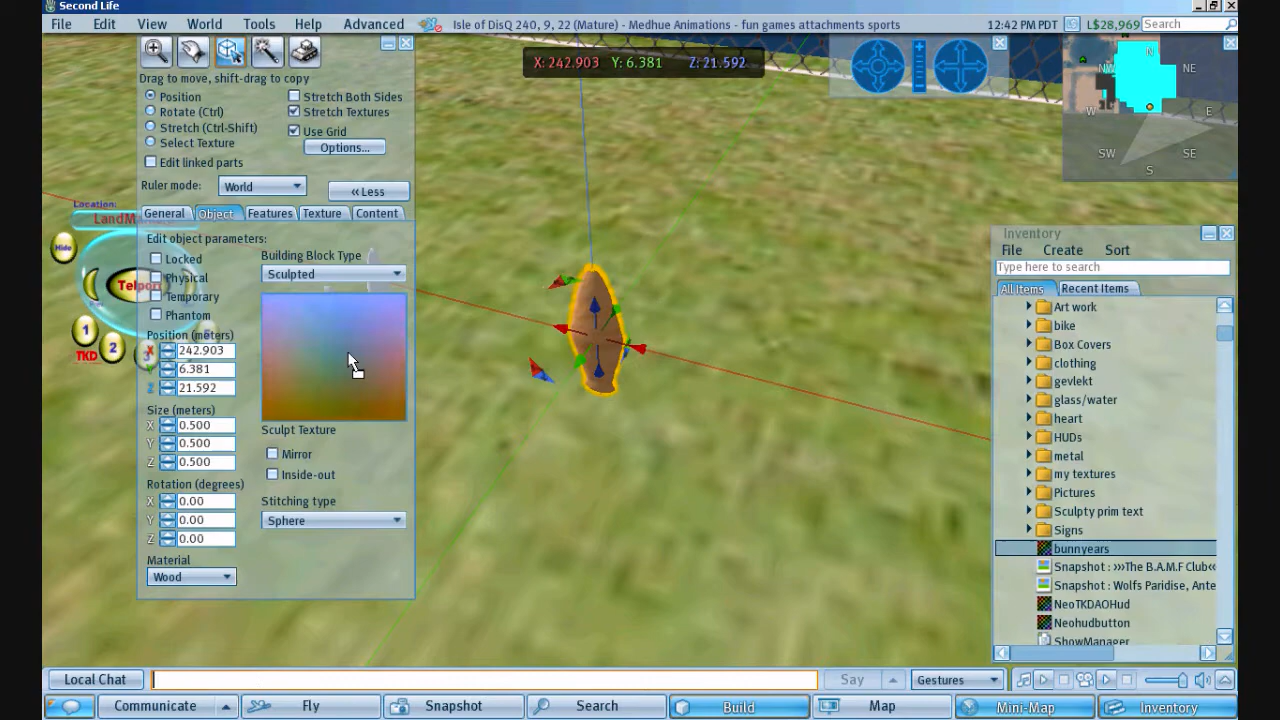 Second Life
File Edit View World Tools Help Advanced
Isle of DisQ 240, 9, 22 (Mature) - Medhue Animations - fun games attachments sports
12:42 PM PDT L$28,969 Search
X: 242.903 Y: 6.381 Z: 21.592
N
NW NE
W E
SW SE
S
Drag to move, shift-drag to copy
Position
Stretch Both Sides
Rotate (Ctrl)
Stretch Textures
Stretch (Ctrl-Shift)
Use Grid
Select Texture
Options...
Edit linked parts
Ruler mode: World
<< Less
General Object Features Texture Content
Edit object parameters:
Locked
Physical
Temporary
Phantom
Position (meters)
X 242.903
Y 6.381
Z 21.592
Size (meters)
X 0.500
Y 0.500
Z 0.500
Rotation (degrees)
X 0.00
Y 0.00
Z 0.00
Material
Wood
Building Block Type
Sculpted
Sculpt Texture
Mirror
Inside-out
Stitching type
Sphere
Location:
Hide
1
2
3
TKD
Inventory
File Create Sort
Type here to search
All Items Recent Items
Art work
bike
Box Covers
clothing
gevlekt
glass/water
heart
HUDs
metal
my textures
Pictures
Sculpty prim text
Signs
bunnyears
Snapshot : >>>The B.A.M.F Club<<
Snapshot : Wolfs Paridise, Ante
NeoTKDAOHud
Neohudbutton
ShowManager
Local Chat
Say
Gestures
Communicate Fly Snapshot Search Build Map Mini-Map Inventory